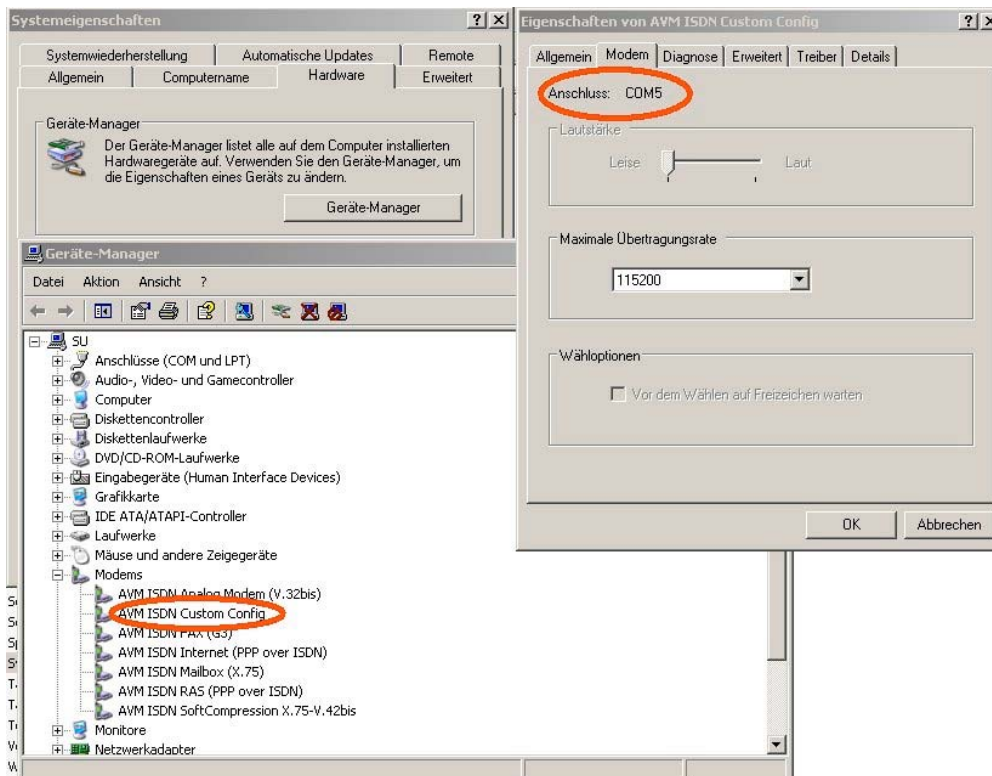 Systemeigenschaften
Systemwiederherstellung Automatische Updates Remote
Allgemein Computername Hardware Erweitert
Geräte-Manager
Der Geräte-Manager listet alle auf dem Computer installierten
Hardwaregeräte auf. Verwenden Sie den Geräte-Manager, um
die Eigenschaften eines Geräts zu ändern.
Geräte-Manager
Geräte-Manager
Datei Aktion Ansicht ?
SU
Anschlüsse (COM und LPT)
Audio-, Video- und Gamecontroller
Computer
Diskettencontroller
Diskettenlaufwerke
DVD/CD-ROM-Laufwerke
Eingabegeräte (Human Interface Devices)
Grafikkarte
IDE ATA/ATAPI-Controller
Laufwerke
Mäuse und andere Zeigegeräte
Modems
AVM ISDN Analog Modem (V.32bis)
AVM ISDN Custom Config
AVM ISDN FAX (G3)
AVM ISDN Internet (PPP over ISDN)
AVM ISDN Mailbox (X.75)
AVM ISDN RAS (PPP over ISDN)
AVM ISDN SoftCompression X.75-V.42bis
Monitore
Netzwerkadapter
Eigenschaften von AVM ISDN Custom Config
Allgemein Modem Diagnose Erweitert Treiber Details
Anschluss: COM5
Lautstärke
Leise Laut
Maximale Übertragungsrate
115200
Wähloptionen
Vor dem Wählen auf Freizeichen warten
OK Abbrechen